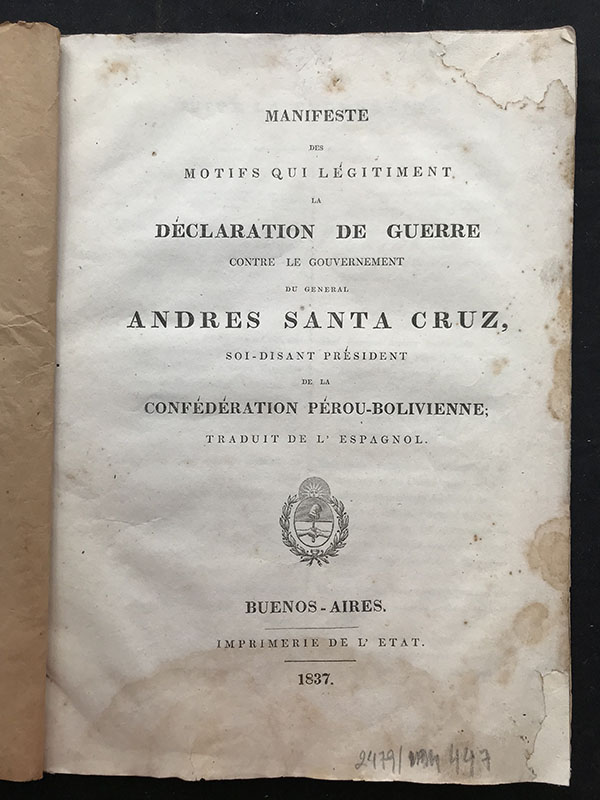 MANIFESTE
DES
MOTIFS QUI LÉGITIMENT
LA
DÉCLARATION DE GUERRE
CONTRE LE GOUVERNEMENT
DU GENERAL
ANDRES SANTA CRUZ,
SOI-DISANT PRÉSIDENT
DE LA
CONFÉDÉRATION PÉROU-BOLIVIENNE;
TRADUIT DE L' ESPAGNOL.
BUENOS-AIRES.
IMPRIMERIE DE L' ETAT.
1837.
2479/ 447